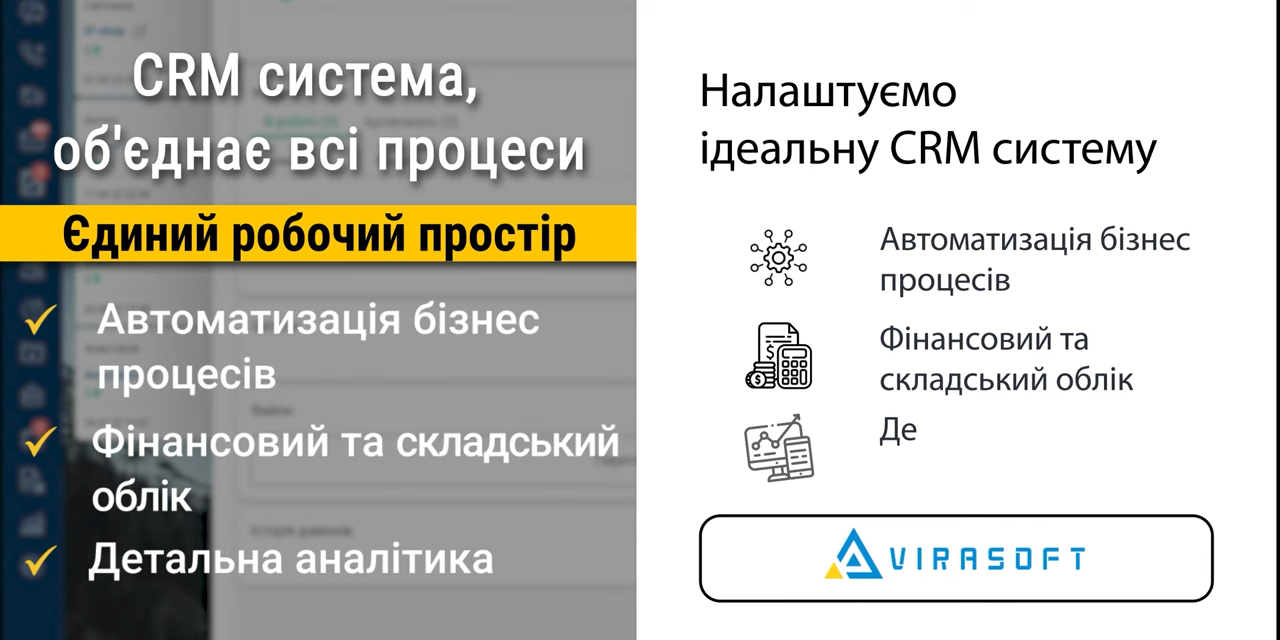 CRM система,
об'єднає всі процеси
Єдиний робочий простір
Автоматизація бізнес
процесів
Фінансовий та складський
облік
Детальна аналітика
Налаштуємо
ідеальну CRM систему
Автоматизація бізнес
процесів
Фінансовий та
складський облік
Де
VIRASOFT